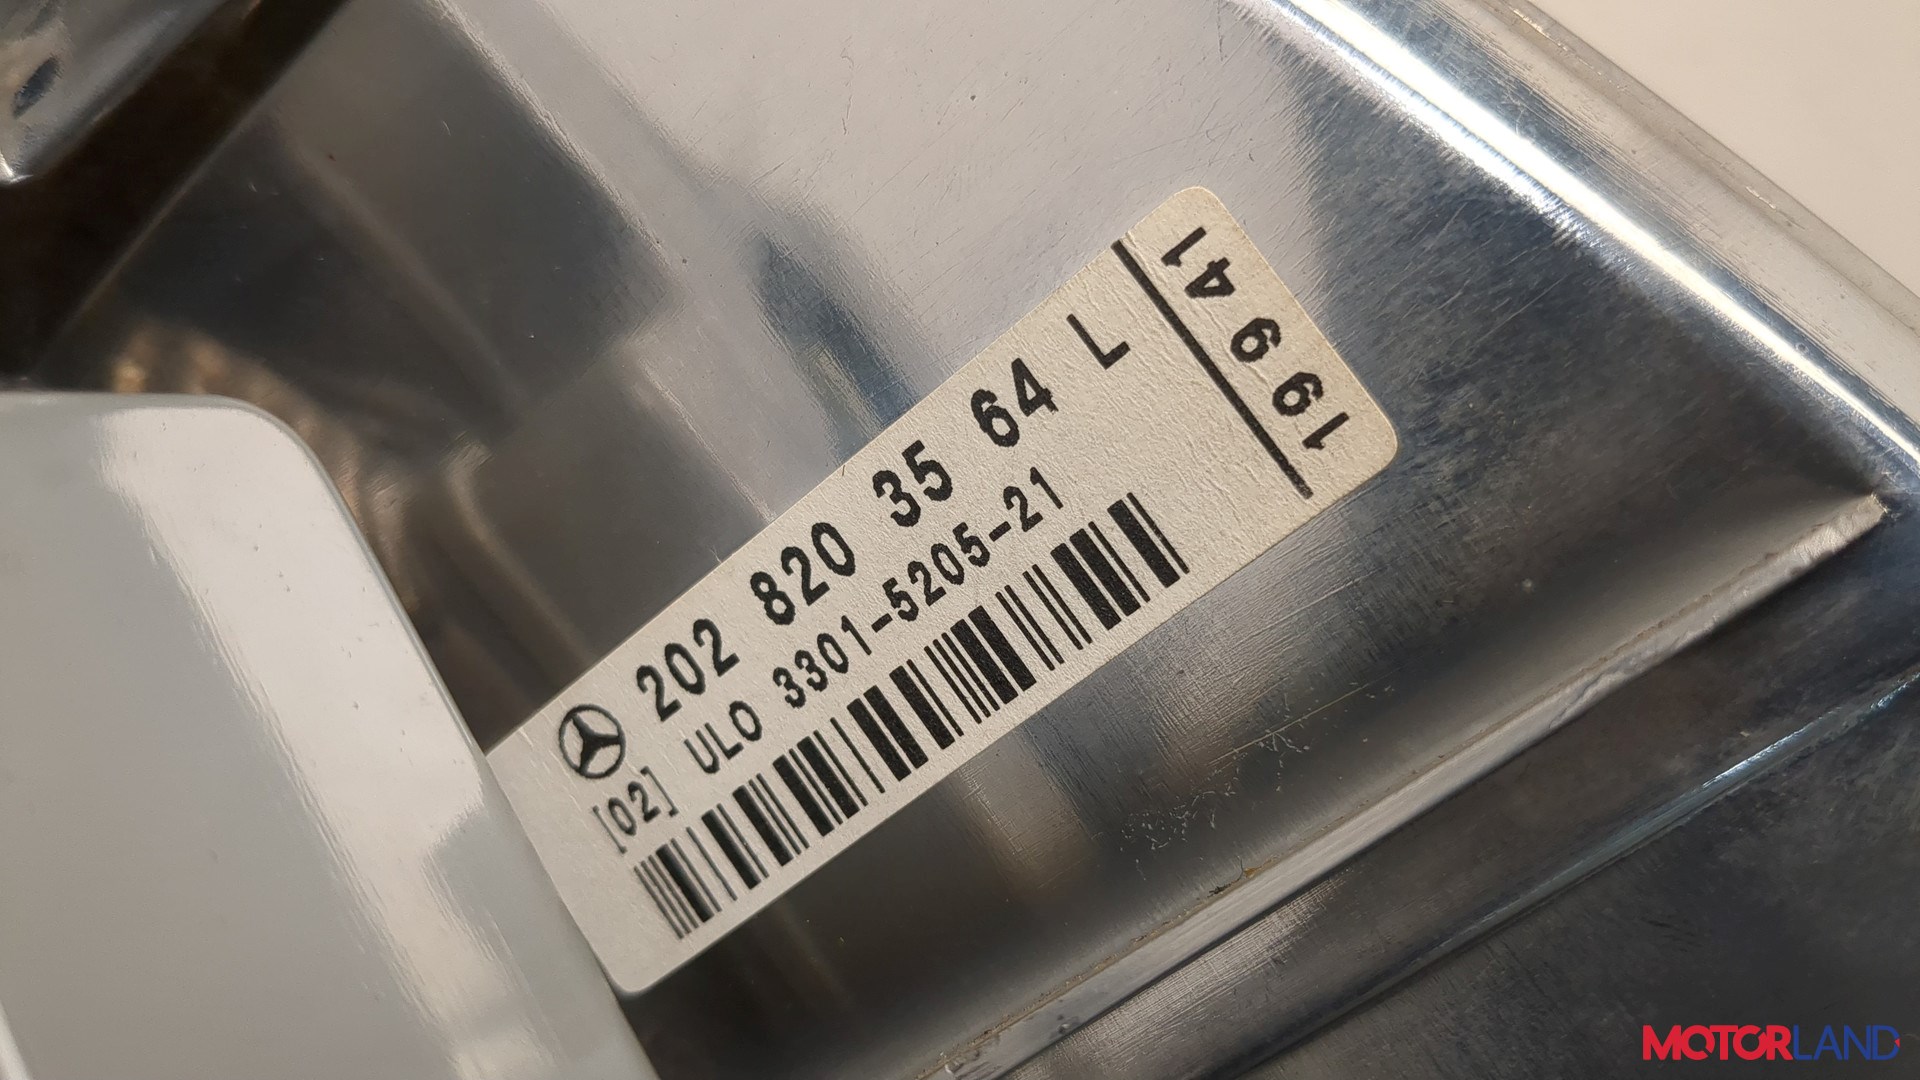 202 820 35 64 L
[02] ULO 3301-5205-21
19941
MOTORLAND